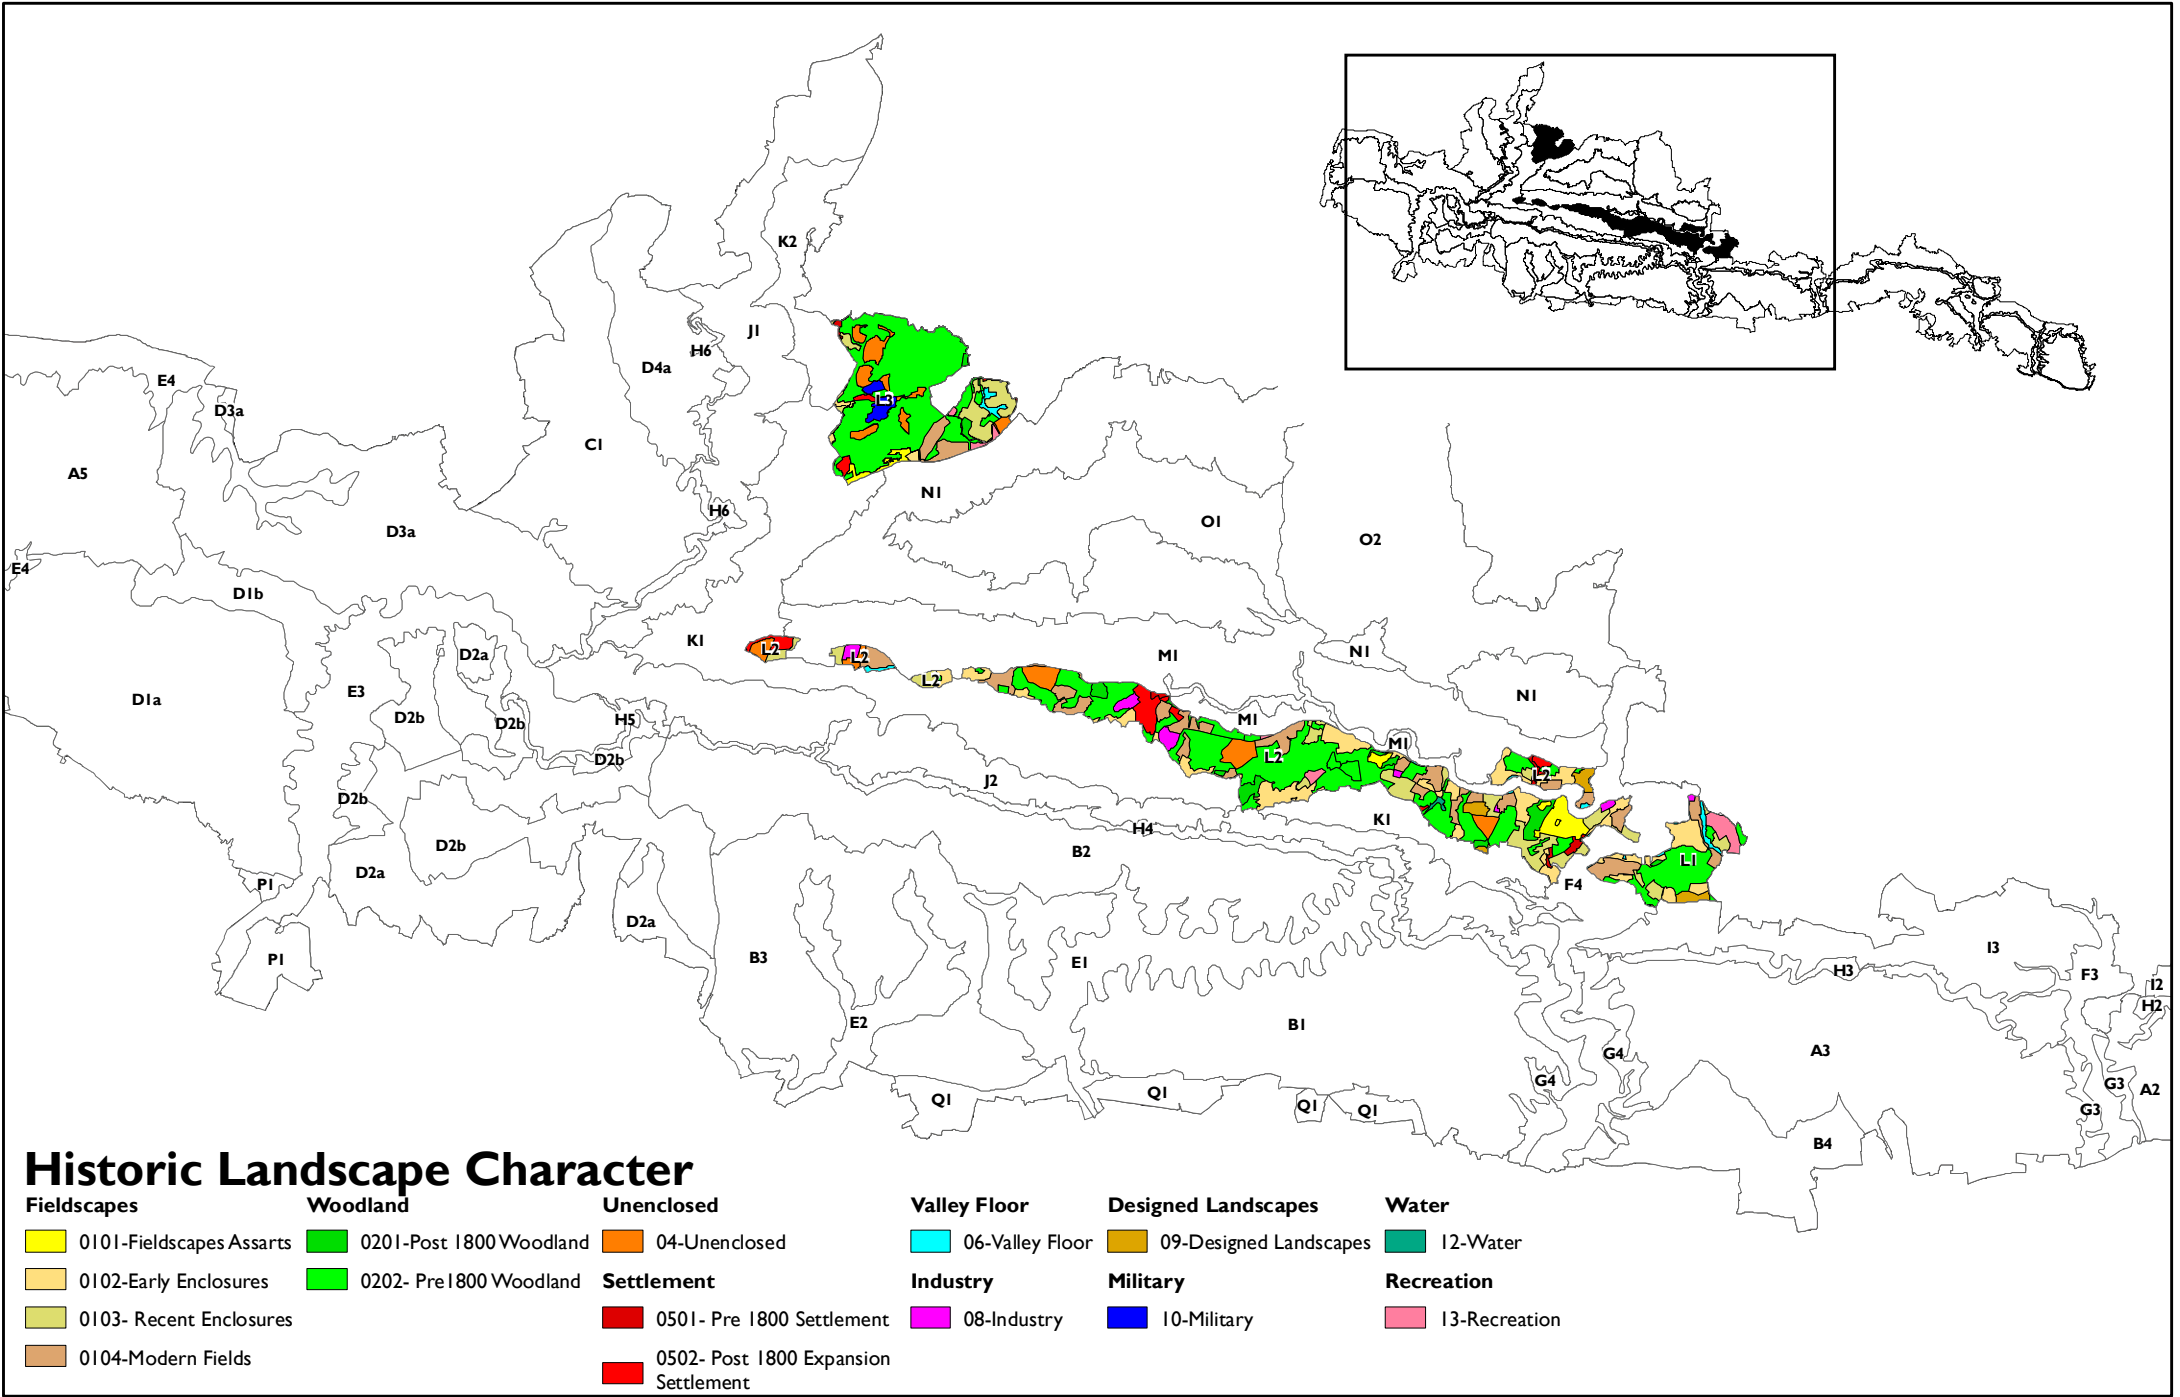 K2
J1
H6
D4a
E4
D3a
L3
C1
A5
N1
H6
O1
D3a
O2
E4
D1b
K1
L2
L2
M1
N1
D2a
L2
E3
D1a
N1
D2b
D2b
H5
M1
M1
D2b
L2
L2
J2
D2b
K1
H4
D2b
B2
L1
D2a
P1
F4
D2a
I3
B3
P1
E1
H3
F3
I2
H2
E2
B1
A3
G4
G4
G3
A2
Q1
Q1
Q1
Q1
G3
B4
Historic Landscape Character
Fieldscapes
0101-Fieldscapes Assarts
0102-Early Enclosures
0103- Recent Enclosures
0104-Modern Fields
Woodland
0201-Post 1800 Woodland
0202- Pre1800 Woodland
Unenclosed
04-Unenclosed
Settlement
0501- Pre 1800 Settlement
0502- Post 1800 Expansion
Settlement
Valley Floor
06-Valley Floor
Industry
08-Industry
Designed Landscapes
09-Designed Landscapes
Military
10-Military
Water
12-Water
Recreation
13-Recreation